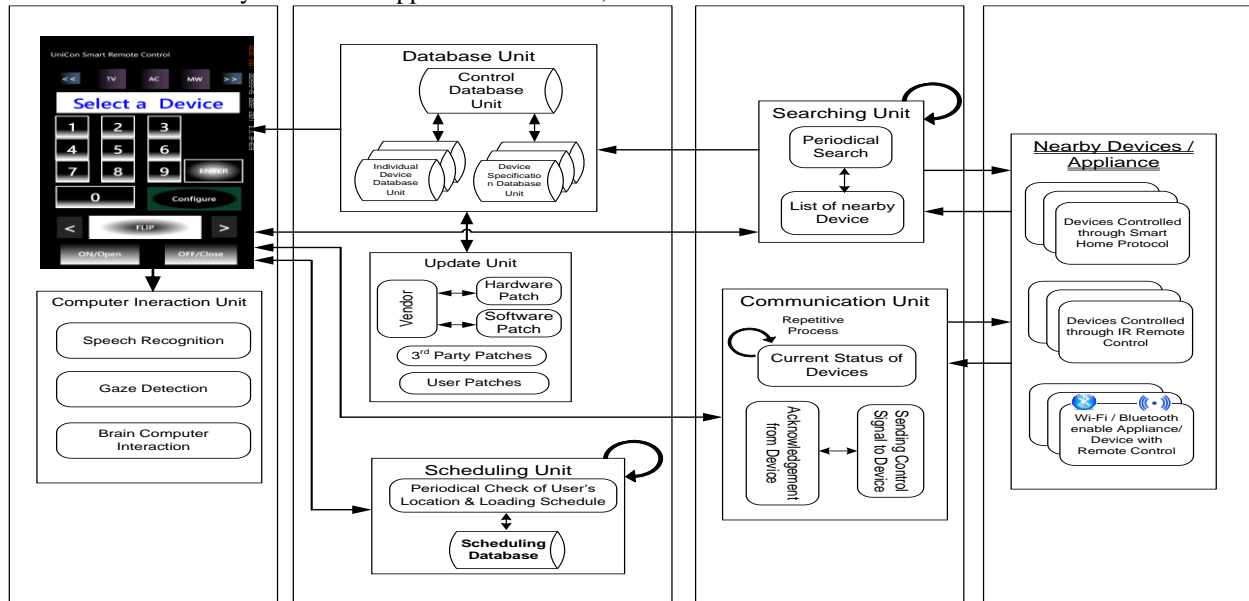 UniCon Smart Remote Control
<< TV AC MW >>
Select a Device
1 2 3
4 5 6
7 8 9 ENTER
0 Configure
< FLIP >
ON/Open OFF/Close
Computer Ineraction Unit
Speech Recognition
Gaze Detection
Brain Computer
Interaction
Database Unit
Control
Database
Unit
Individual
Device
Database
Unit
Device
Specificatio
n Database
Unit
Update Unit
Vendor
Hardware
Patch
Software
Patch
3rd Party Patches
User Patches
Scheduling Unit
Periodical Check of User's
Location & Loading Schedule
Scheduling
Database
Searching Unit
Periodical
Search
List of nearby
Device
Communication Unit
Repetitive
Process
Current Status of
Devices
Acknowledgement
from Device
Sending Control
Signal to Device
Nearby Devices /
Appliance
Devices Controlled
through Smart
Home Protocol
Devices Controlled
through IR Remote
Control
Wi-Fi / Bluetooth
enable Appliance/
Device with
Remote Control